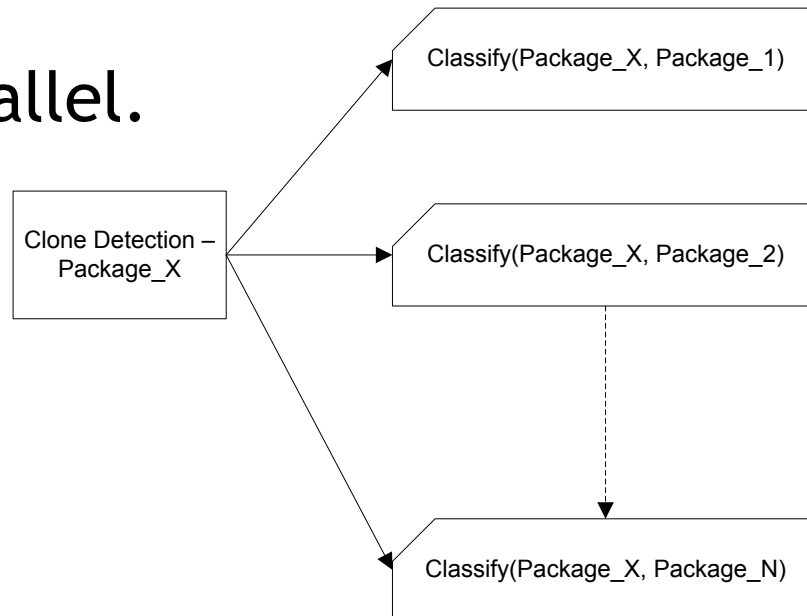 allel.
Classify(Package_X, Package_1)
Clone Detection –
Package_X
Classify(Package_X, Package_2)
Classify(Package_X, Package_N)